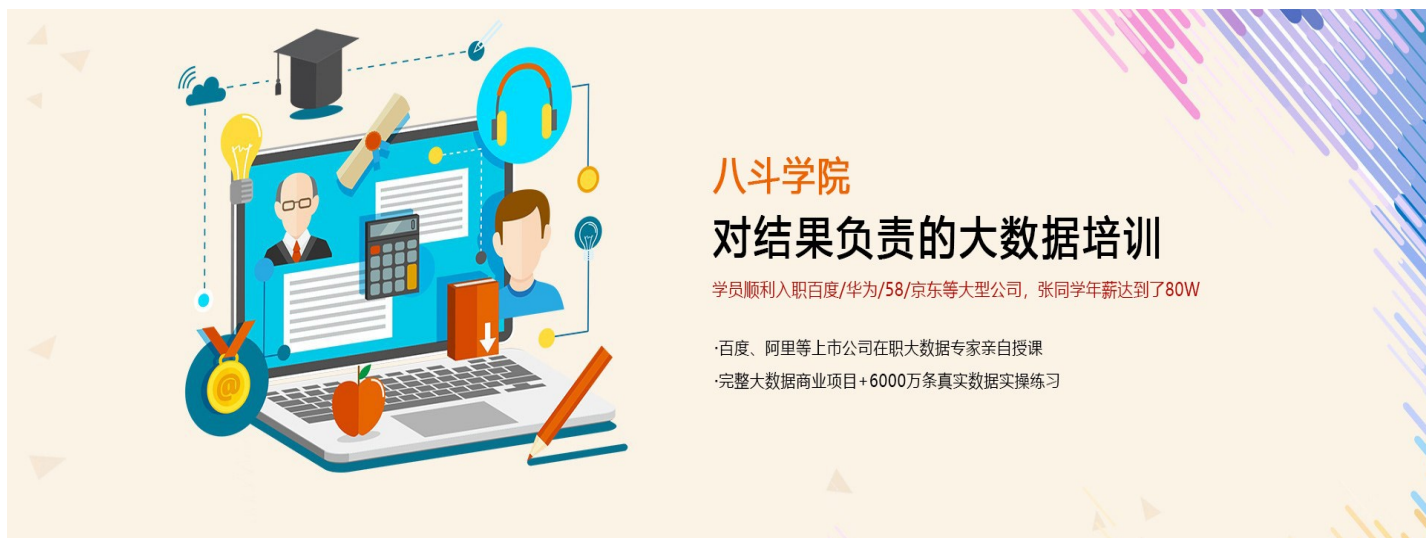 八斗学院
对结果负责的大数据培训
学员顺利入职百度/华为/58/京东等大型公司，张同学年薪达到了80W
·百度、阿里等上市公司在职大数据专家亲自授课
·完整大数据商业项目+6000万条真实数据实操练习